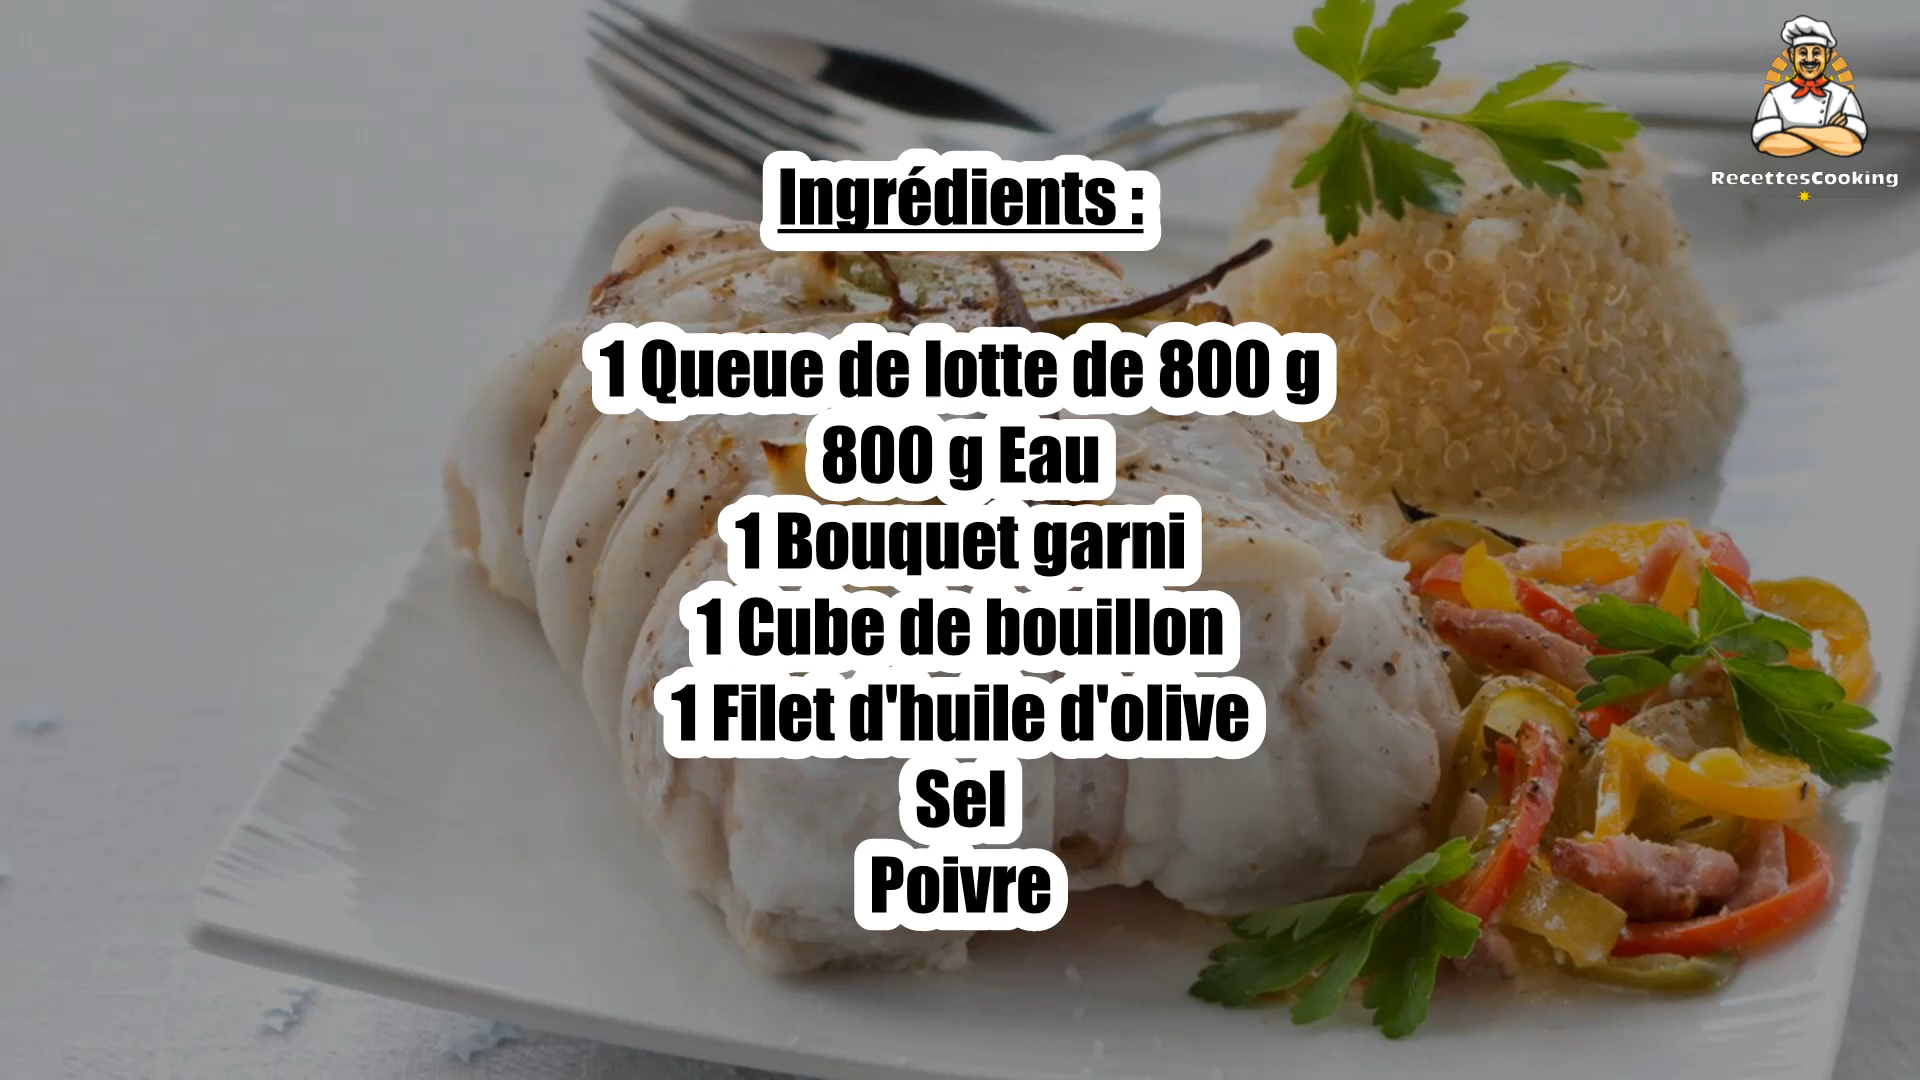 RecettesCooking
Ingrédients :
1 Queue de lotte de 800 g
800 g Eau
1 Bouquet garni
1 Cube de bouillon
1 Filet d'huile d'olive
Sel
Poivre